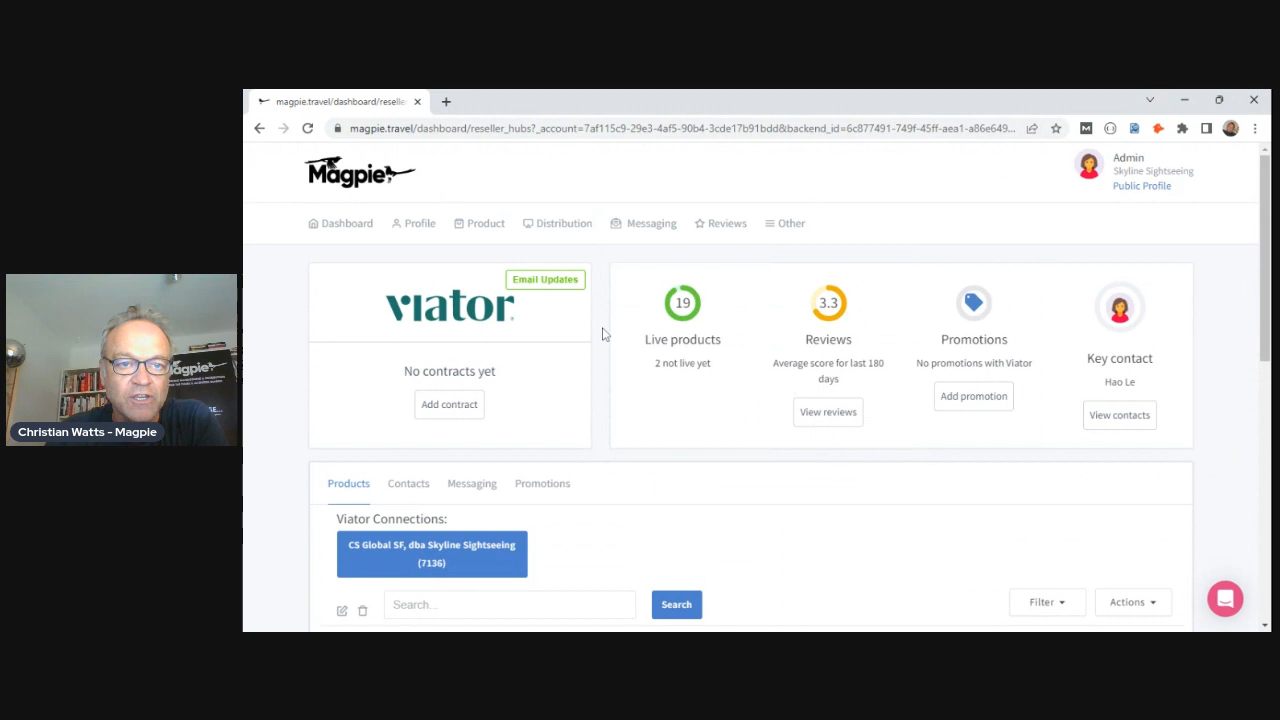 magpie.travel/dashboard/reselle
magpie.travel/dashboard/reseller_hubs?_account=7af115c9-29e3-4af5-90b4-3cde17b91bdd&backend_id=6c877491-749f-45ff-aea1-a86e649...
Magpie
Admin
Skyline Sightseeing
Public Profile
Dashboard Profile Product Distribution Messaging Reviews Other
Email Updates
viator
No contracts yet
Add contract
19
Live products
2 not live yet
3.3
Reviews
Average score for last 180
days
View reviews
Promotions
No promotions with Viator
Add promotion
Key contact
Hao Le
View contacts
Products Contacts Messaging Promotions
Viator Connections:
CS Global SF, dba Skyline Sightseeing
(7136)
Search...
Search
Filter
Actions
Christian Watts - Magpie